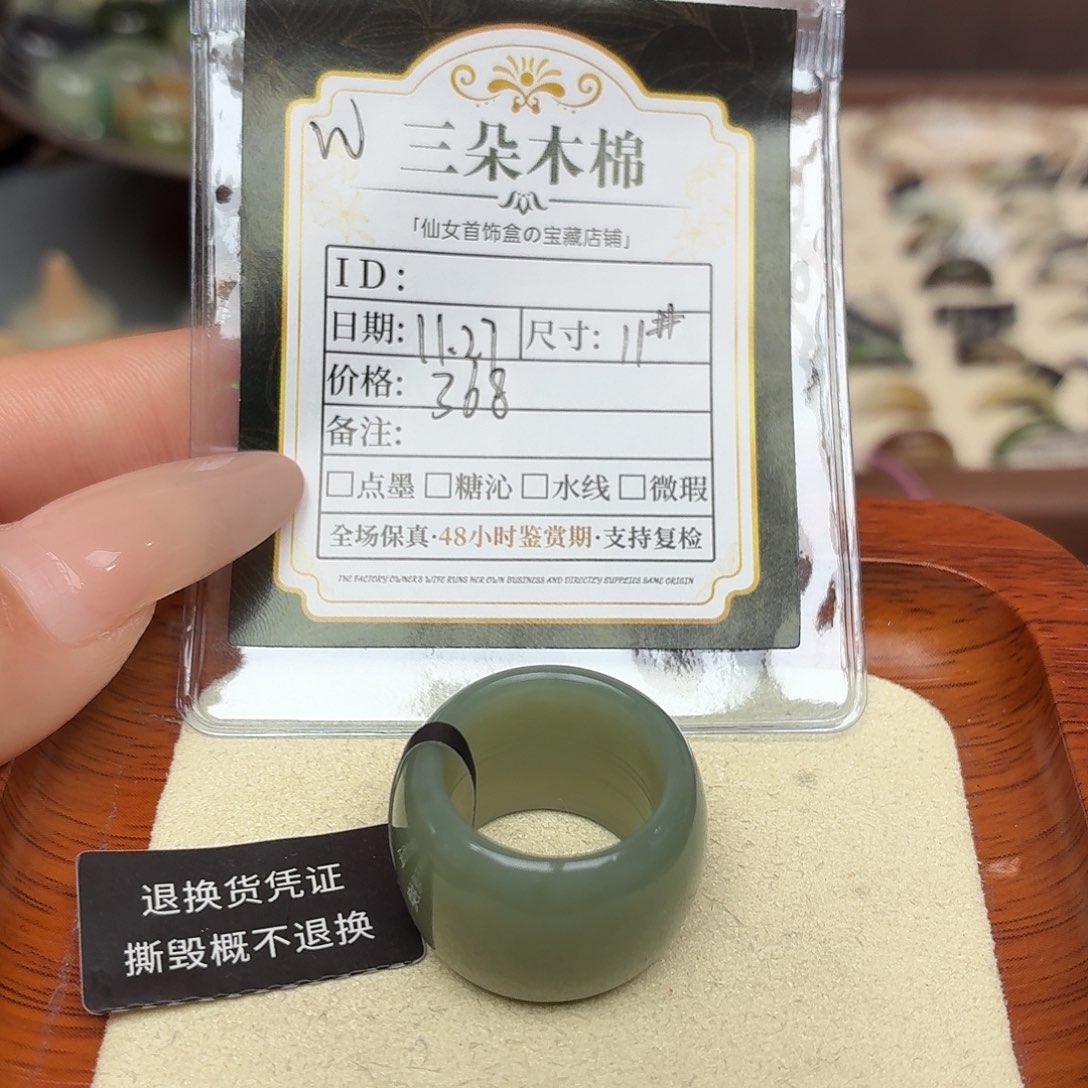 W
三朵木棉
「仙女首饰盒の宝藏店铺」
ID：
日期: 11.27 尺寸: 11#
价格: 368
备注:
□点墨 □糖沁 □水线 □微瑕
全场保真·48小时鉴赏期·支持复检
THE FACTORY OWNER'S WIFE RUNS HER OWN BUSINESS AND DIRECTLY SUPPLIES SAME ORIGIN
退换货凭证
撕毁概不退换